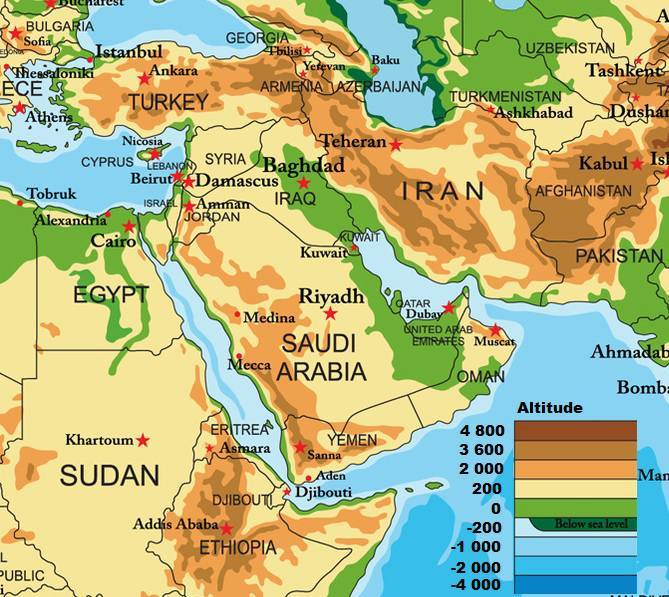 Bucharest
BULGARIA
Sofia
GEORGIA
Tbilisi
UZBEKISTAN
Istanbul
Thessaloniki
Ankara
Yerevan
Baku
Tashkent
ECE
TURKEY
ARMENIA
AZERBAIJAN
TURKMENISTAN
Athens
Ashkhabad
Dushan
Nicosia
Teheran
CYPRUS
LEBANON
SYRIA
Baghdad
Kabul
Isl
Beirut
Damascus
IRAN
AFGHANISTAN
Tobruk
ISRAEL
Amman
IRAQ
Alexandria
JORDAN
Cairo
KUWAIT
Kuwait
PAKISTAN
EGYPT
Riyadh
QATAR
Dubay
Medina
UNITED ARAB
EMIRATES
Muscat
SAUDI
ARABIA
Mecca
OMAN
Ahmadab
Bomba
Altitude
4 800
3 600
2 000
200
0
-200
Below sea level
-1 000
-2 000
-4 000
Man
ERITREA
YEMEN
Khartoum
Asmara
Sanna
SUDAN
Aden
DJIBOUTI
Djibouti
Addis Ababa
ETHIOPIA
PUBLIC